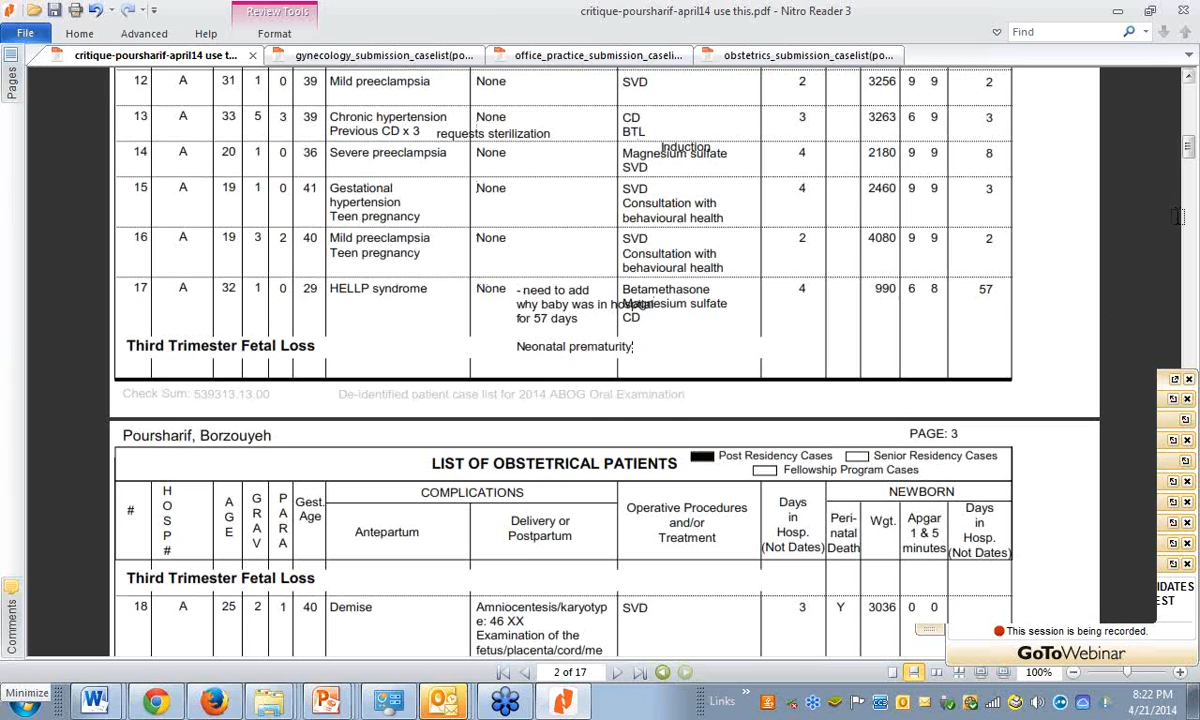 Review Tools
critique-poursharif-april14 use this.pdf - Nitro Reader 3
File Home Advanced Help Format Find
critique-poursharif-april14 use t... gynecology_submission_caselist(po... office_practice_submission_caseli... obstetrics_submission_caselist(po...
Pages
12 A 31 1 0 39 Mild preeclampsia None SVD 2 3256 9 9 2
13 A 33 5 3 39 Chronic hypertension None CD 3 3263 6 9 3
Previous CD x 3 requests sterilization BTL
Induction
14 A 20 1 0 36 Severe preeclampsia None Magnesium sulfate 4 2180 9 9 8
SVD
15 A 19 1 0 41 Gestational None SVD 4 2460 9 9 3
hypertension Consultation with
Teen pregnancy behavioural health
16 A 19 3 2 40 Mild preeclampsia None SVD 2 4080 9 9 2
Teen pregnancy Consultation with
behavioural health
17 A 32 1 0 29 HELLP syndrome None - need to add Betamethasone 4 990 6 8 57
why baby was in hospital Magnesium sulfate
for 57 days CD
Third Trimester Fetal Loss Neonatal prematurity
Check Sum: 539313.13.00 De-identified patient case list for 2014 ABOG Oral Examination
Poursharif, Borzouyeh PAGE: 3
LIST OF OBSTETRICAL PATIENTS Post Residency Cases Senior Residency Cases
Fellowship Program Cases
# HOSP# AGE GRAV PARA Gest. Age COMPLICATIONS Operative Procedures and/or Treatment Days in Hosp. (Not Dates) NEWBORN
Antepartum Delivery or Postpartum Peri-natal Death Wgt. Apgar 1 & 5 minutes Days in Hosp. (Not Dates)
Third Trimester Fetal Loss
18 A 25 2 1 40 Demise Amniocentesis/karyotyp SVD 3 Y 3036 0 0
e: 46 XX
Examination of the
fetus/placenta/cord/me
Comments
IDATES
EST
This session is being recorded.
GoToWebinar
2 of 17 100%
Minimize
Links
8:22 PM
4/21/2014